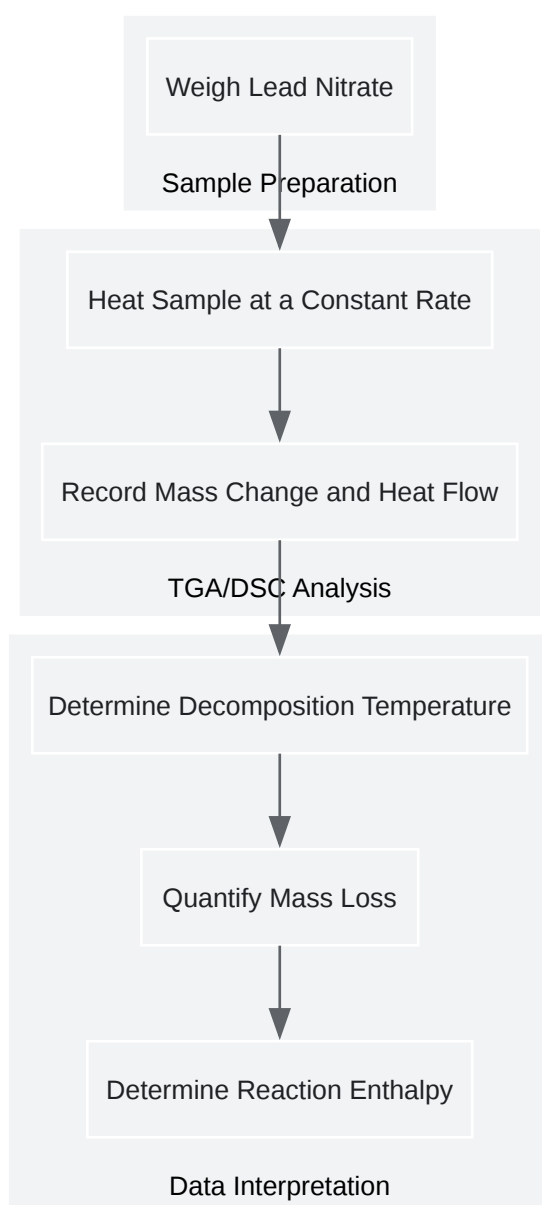 Weigh Lead Nitrate
Sample Preparation
Heat Sample at a Constant Rate
Record Mass Change and Heat Flow
TGA/DSC Analysis
Determine Decomposition Temperature
Quantify Mass Loss
Determine Reaction Enthalpy
Data Interpretation